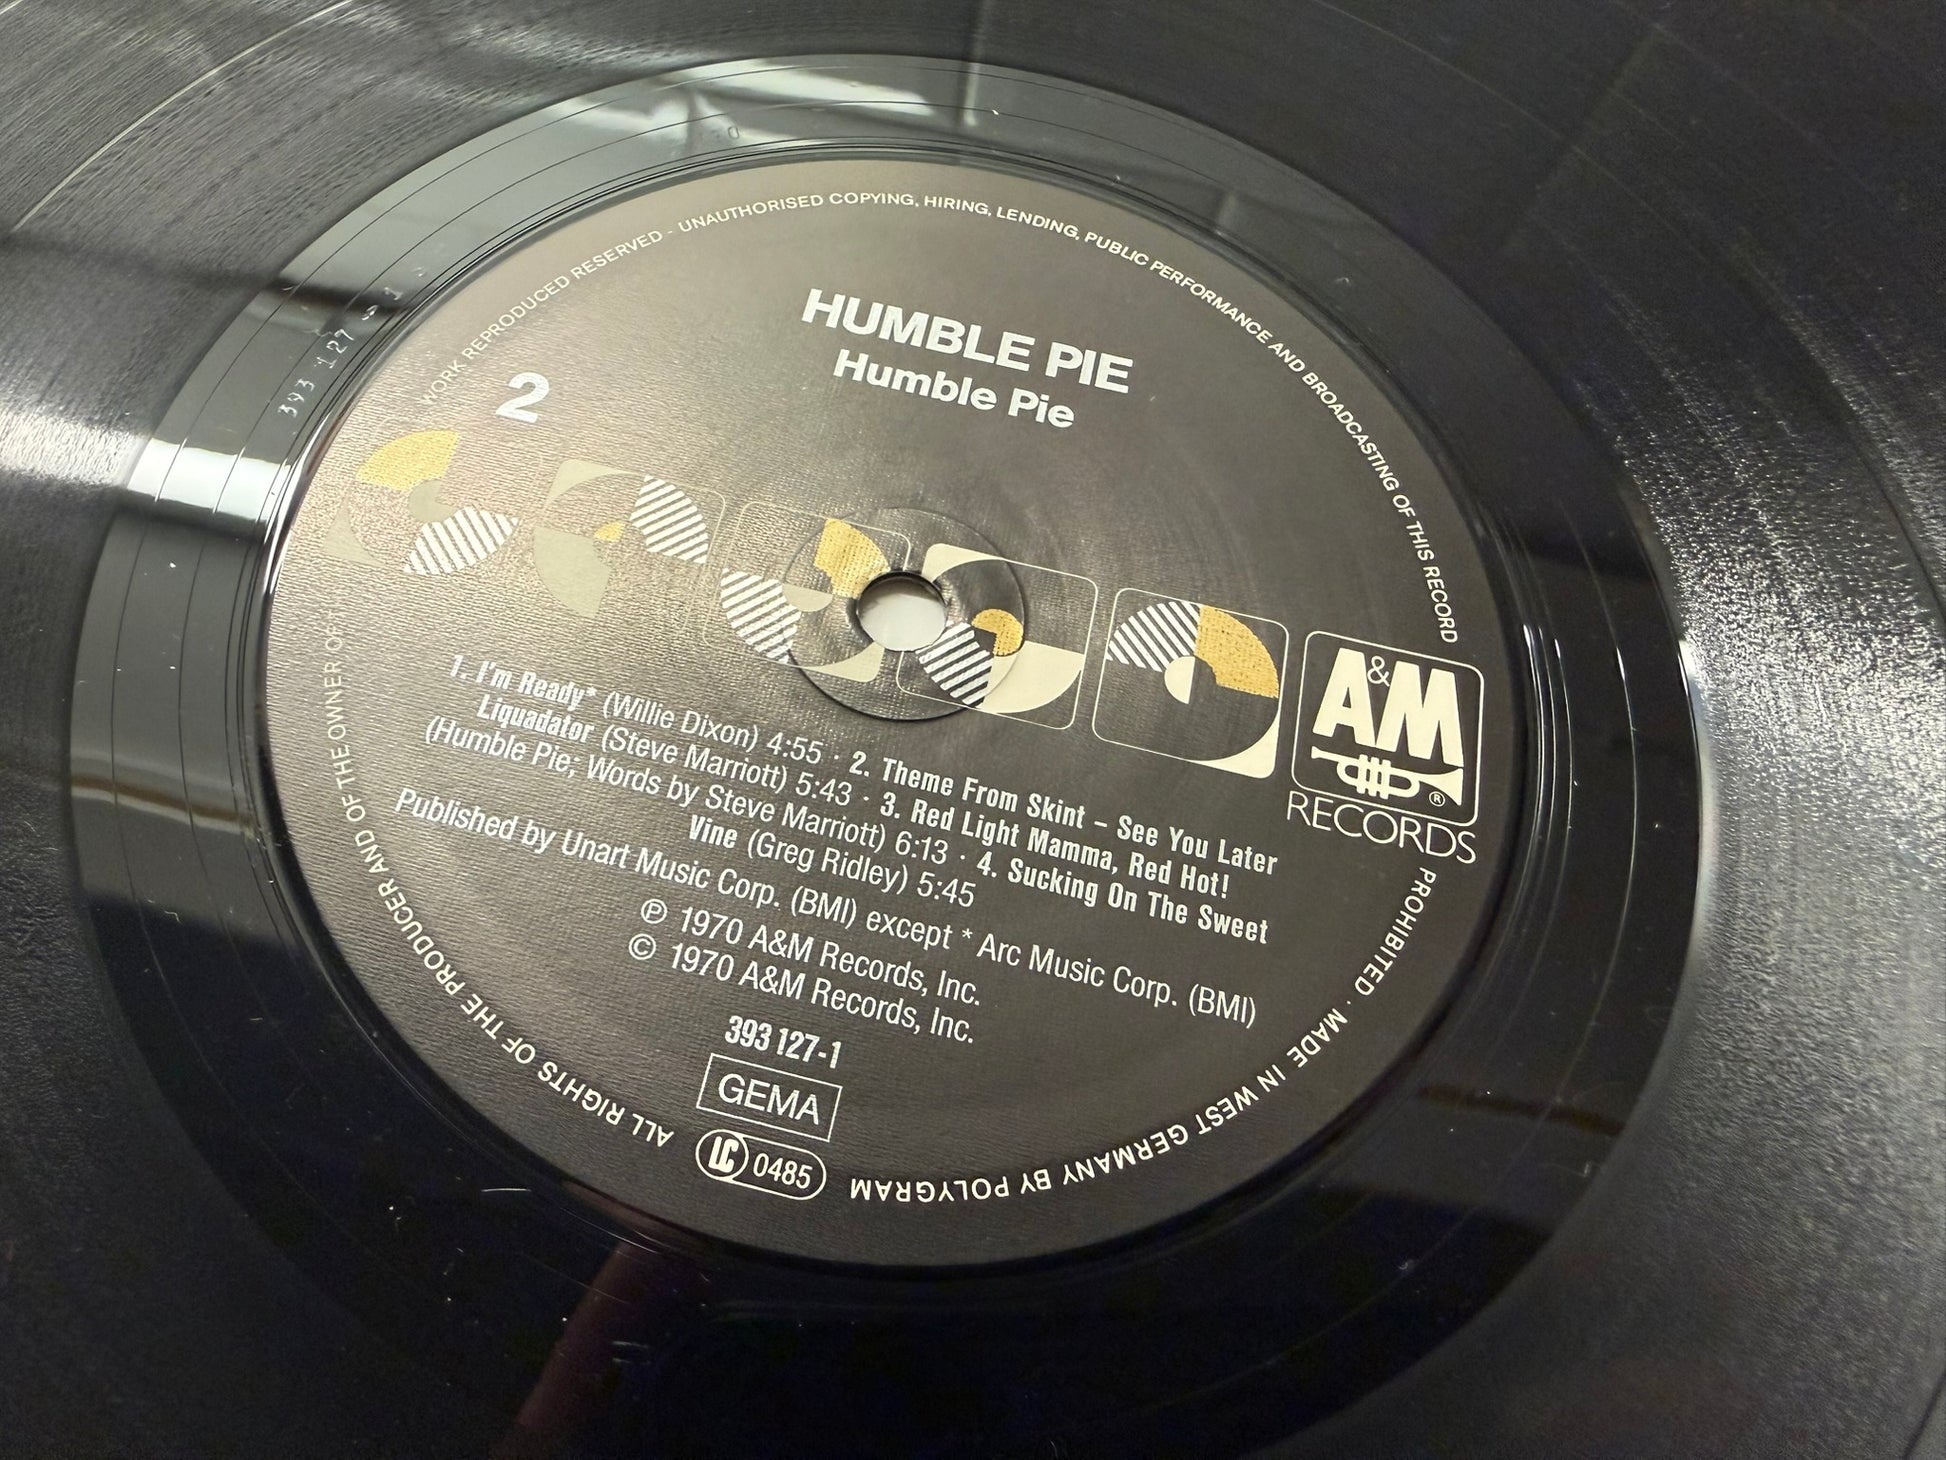 HUMBLE PIE
Humble Pie
2
A&M
®
RECORDS
1. I'm Ready* (Willie Dixon) 4:55 · 2. Theme From Skint – See You Later
Liquadator (Steve Marriott) 5:43 · 3. Red Light Mamma, Red Hot!
(Humble Pie; Words by Steve Marriott) 6:13 · 4. Sucking On The Sweet
Vine (Greg Ridley) 5:45
Published by Unart Music Corp. (BMI) except * Arc Music Corp. (BMI)
℗ 1970 A&M Records, Inc.
© 1970 A&M Records, Inc.
393 127-1
GEMA
LC 0485
ALL RIGHTS OF THE PRODUCER AND OF THE OWNER OF THE WORK REPRODUCED RESERVED - UNAUTHORISED COPYING, HIRING, LENDING, PUBLIC PERFORMANCE AND BROADCASTING OF THIS RECORD PROHIBITED . MADE IN WEST GERMANY BY POLYGRAM
393 127